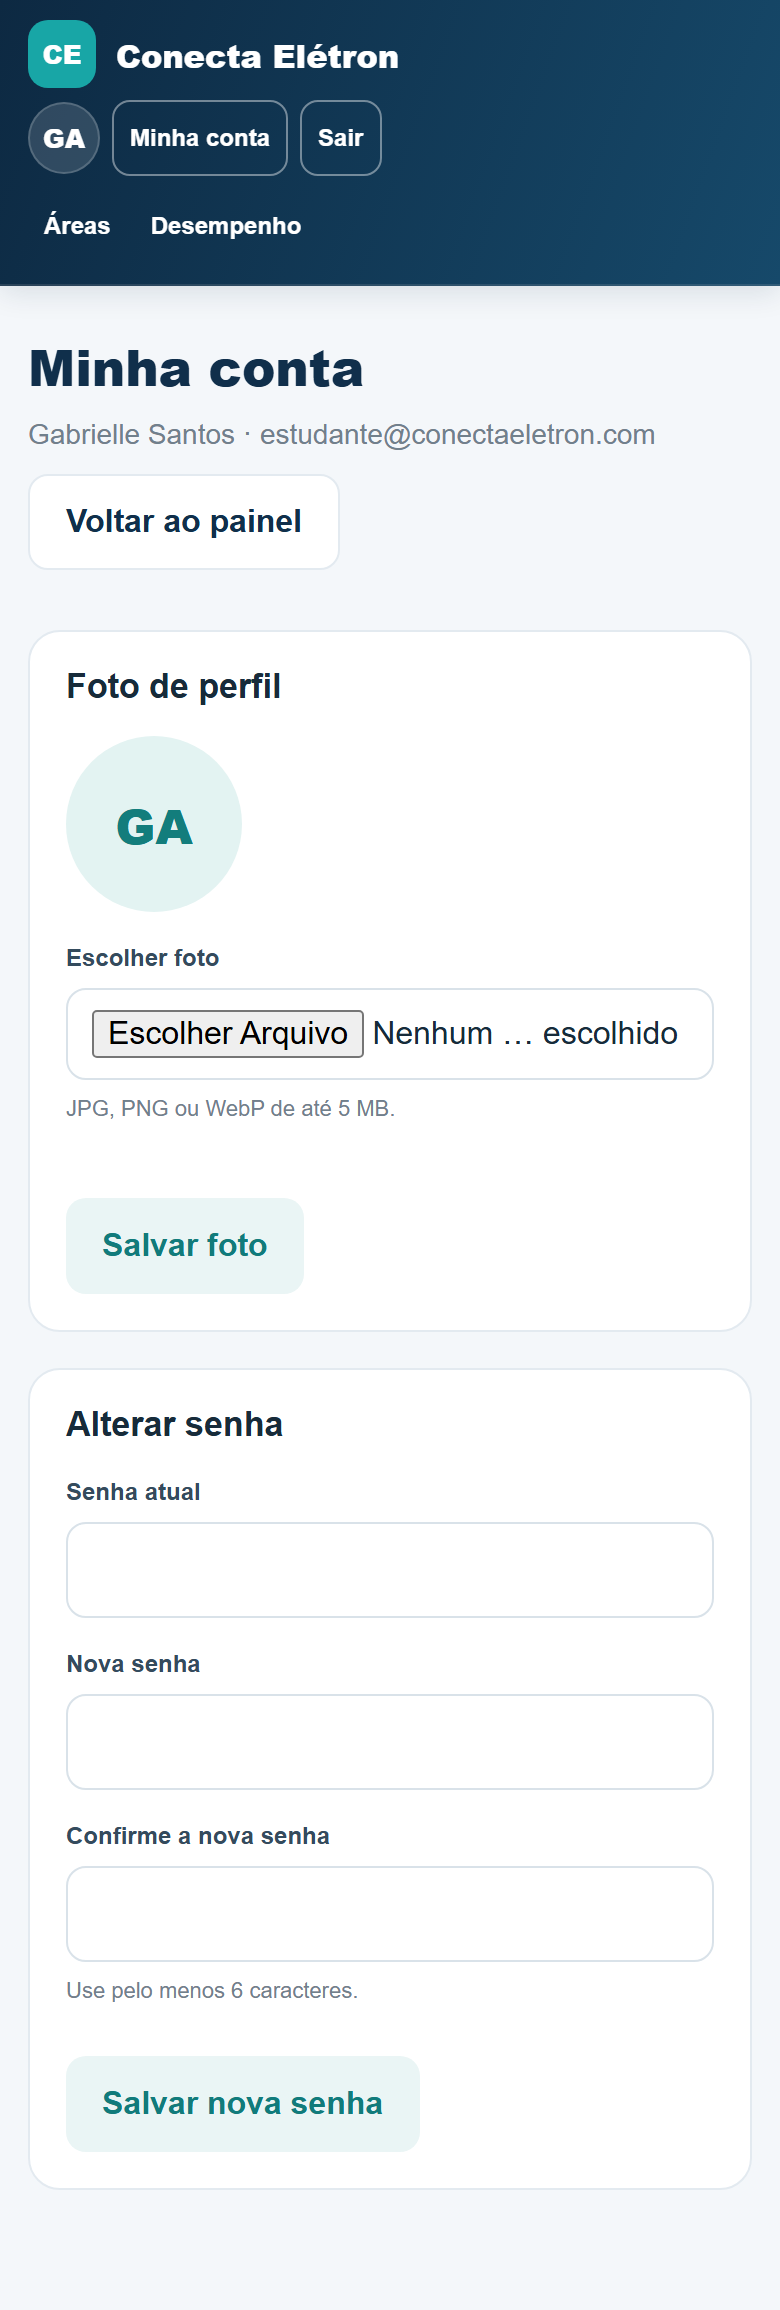 CE Conecta Elétron
GA Minha conta Sair
Áreas Desempenho
Minha conta
Gabrielle Santos · estudante@conectaeletron.com
Voltar ao painel
Foto de perfil
GA
Escolher foto
Escolher Arquivo Nenhum … escolhido
JPG, PNG ou WebP de até 5 MB.
Salvar foto
Alterar senha
Senha atual
Nova senha
Confirme a nova senha
Use pelo menos 6 caracteres.
Salvar nova senha